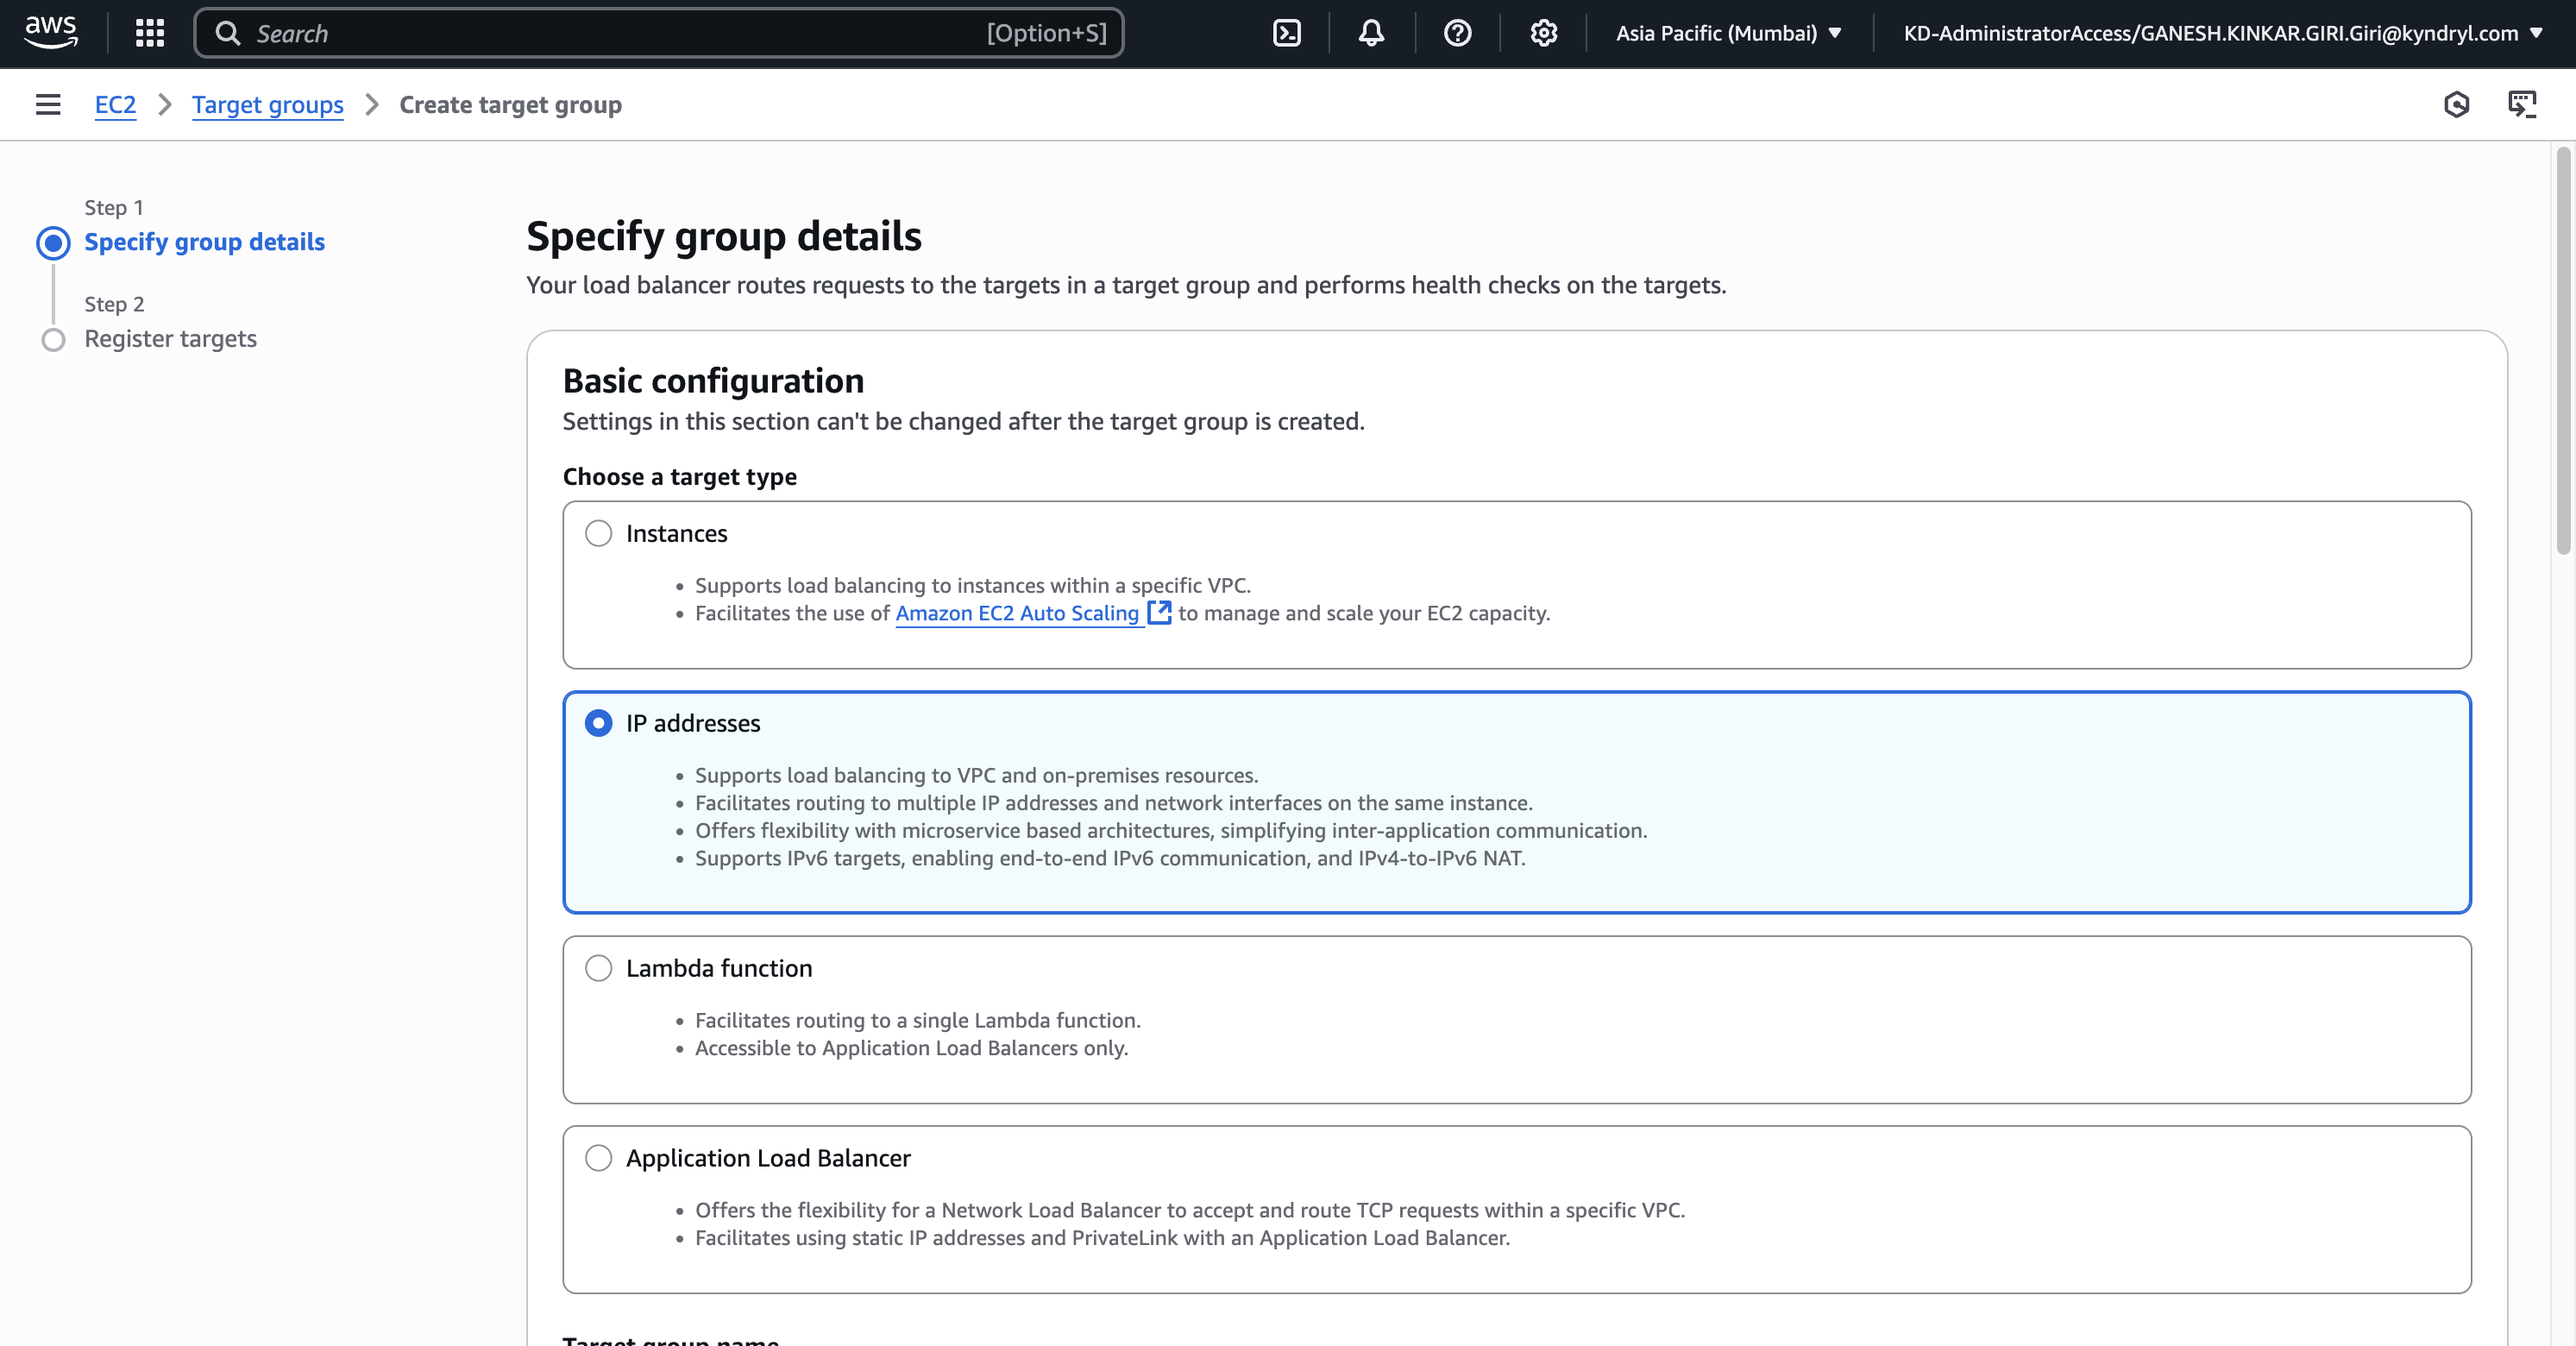 aws
Search
[Option+S]
Asia Pacific (Mumbai)
KD-AdministratorAccess/GANESH.KINKAR.GIRI.Giri@kyndryl.com
EC2
Target groups
Create target group
Step 1
Specify group details
Step 2
Register targets
Specify group details
Your load balancer routes requests to the targets in a target group and performs health checks on the targets.
Basic configuration
Settings in this section can't be changed after the target group is created.
Choose a target type
Instances
• Supports load balancing to instances within a specific VPC.
• Facilitates the use of Amazon EC2 Auto Scaling to manage and scale your EC2 capacity.
IP addresses
• Supports load balancing to VPC and on-premises resources.
• Facilitates routing to multiple IP addresses and network interfaces on the same instance.
• Offers flexibility with microservice based architectures, simplifying inter-application communication.
• Supports IPv6 targets, enabling end-to-end IPv6 communication, and IPv4-to-IPv6 NAT.
Lambda function
• Facilitates routing to a single Lambda function.
• Accessible to Application Load Balancers only.
Application Load Balancer
• Offers the flexibility for a Network Load Balancer to accept and route TCP requests within a specific VPC.
• Facilitates using static IP addresses and PrivateLink with an Application Load Balancer.
Target group name